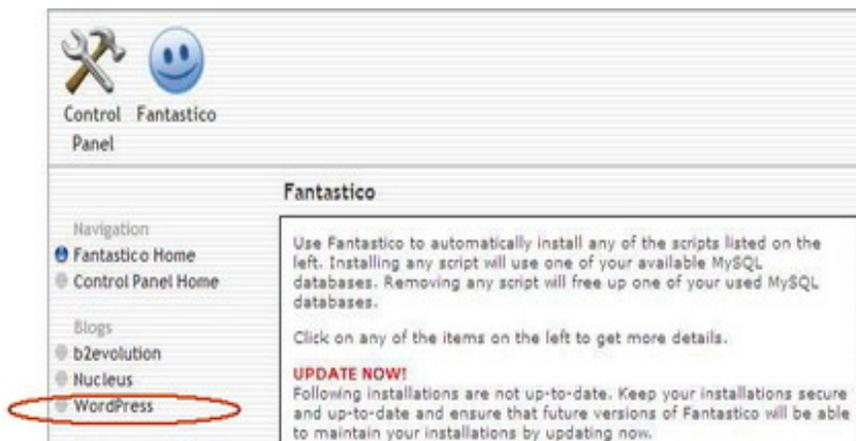 Control Panel
Fantastico
Fantastico
Navigation
Fantastico Home
Control Panel Home
Blogs
b2evolution
Nucleus
WordPress
Use Fantastico to automatically install any of the scripts listed on the
left. Installing any script will use one of your available MySQL
databases. Removing any script will free up one of your used MySQL
databases.
Click on any of the items on the left to get more details.
UPDATE NOW!
Following installations are not up-to-date. Keep your installations secure
and up-to-date and ensure that future versions of Fantastico will be able
to maintain your installations by updating now.